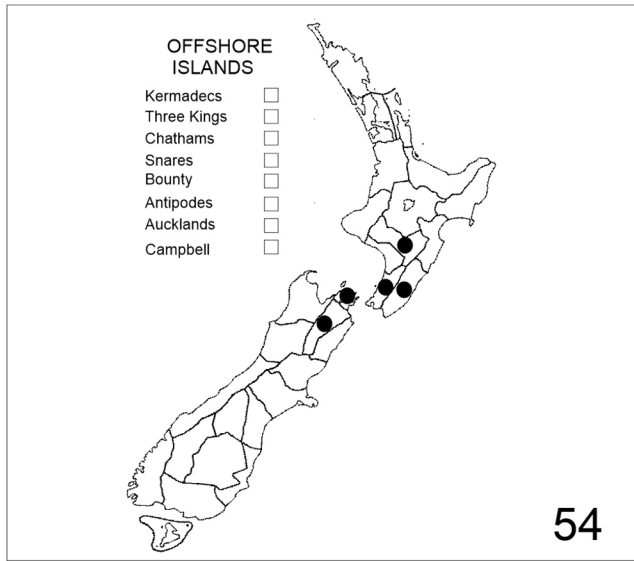 OFFSHORE
ISLANDS
Kermadecs
Three Kings
Chathams
Snares
Bounty
Antipodes
Aucklands
Campbell
54